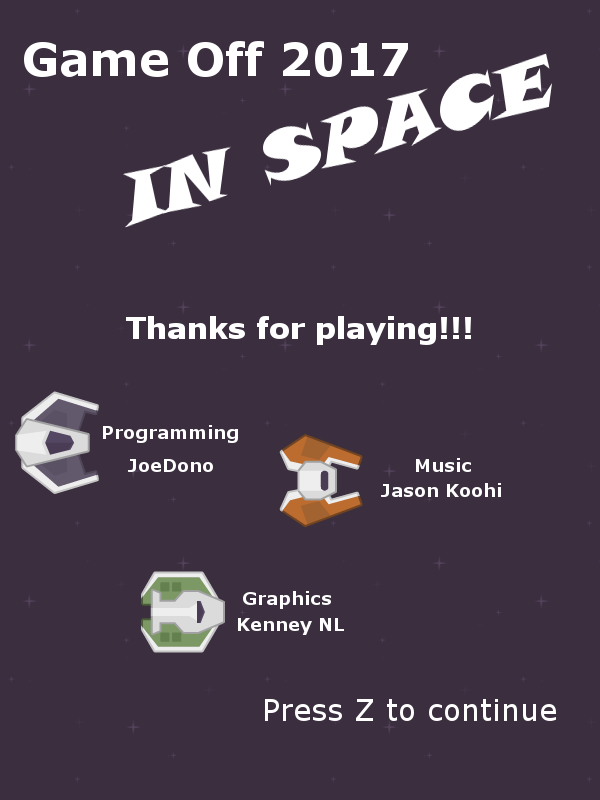 Game Off 2017
IN SPACE
Thanks for playing!!!
Programming
JoeDono
Music
Jason Koohi
Graphics
Kenney NL
Press Z to continue